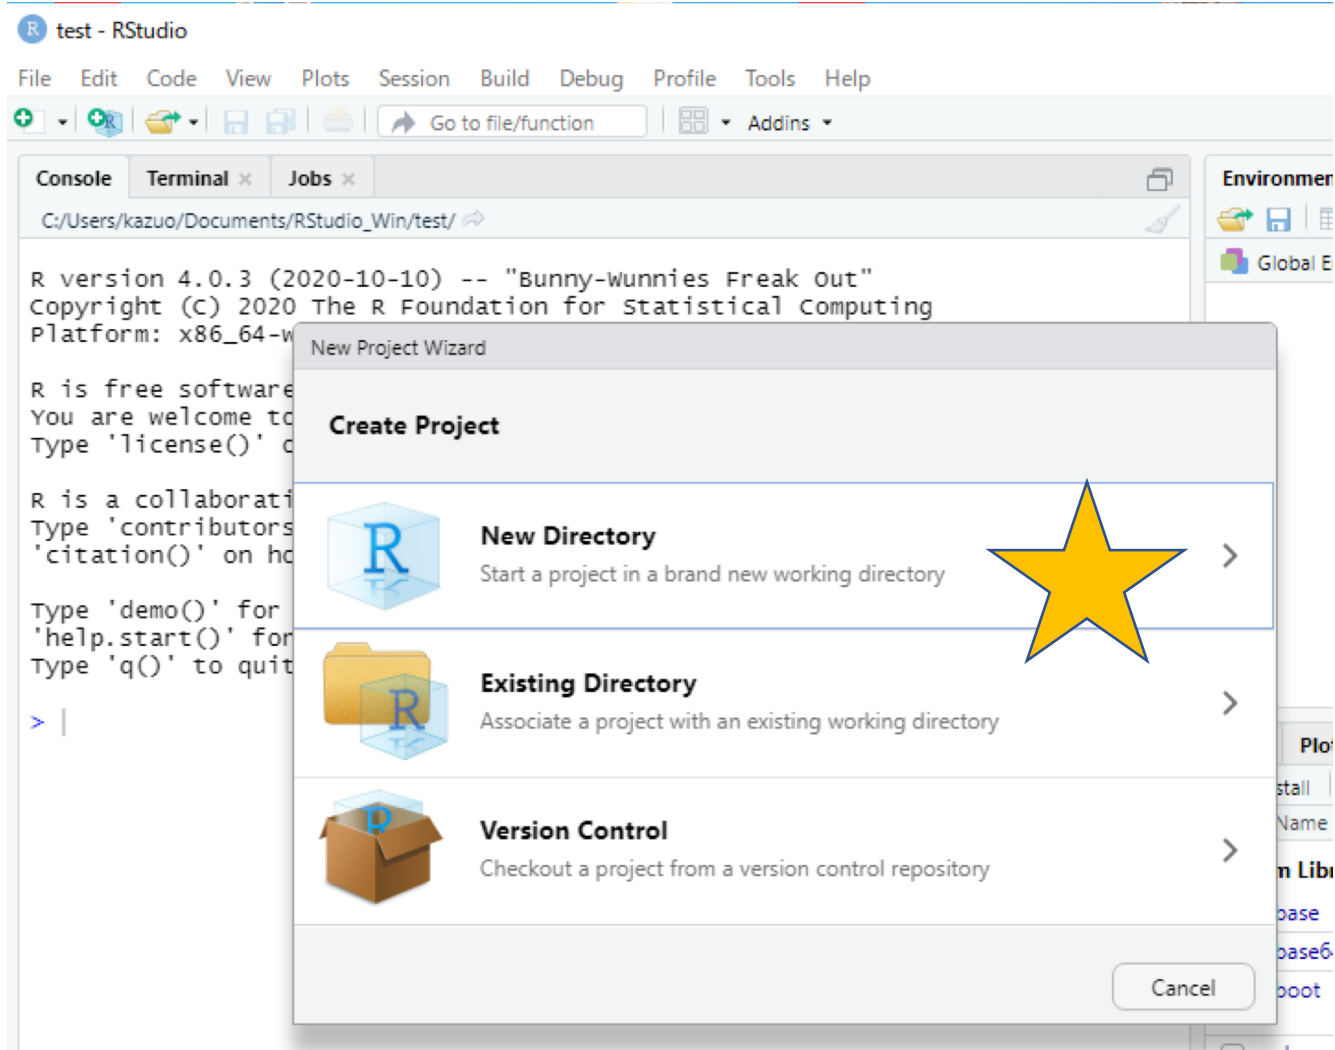 test - RStudio
File Edit Code View Plots Session Build Debug Profile Tools Help
Go to file/function Addins
Console Terminal Jobs
C:/Users/kazuo/Documents/RStudio_Win/test/
R version 4.0.3 (2020-10-10) -- "Bunny-Wunnies Freak Out"
Copyright (C) 2020 The R Foundation for Statistical Computing
Platform: x86_64-w
R is free software
You are welcome to
Type 'license()' o
R is a collaborati
Type 'contributors
'citation()' on ho
Type 'demo()' for
'help.start()' for
Type 'q()' to quit
>
New Project Wizard
Create Project
New Directory
Start a project in a brand new working directory
Existing Directory
Associate a project with an existing working directory
Version Control
Checkout a project from a version control repository
Cancel
Environmen
Global E
Plo
stall
Name
m Libr
base
base6
boot